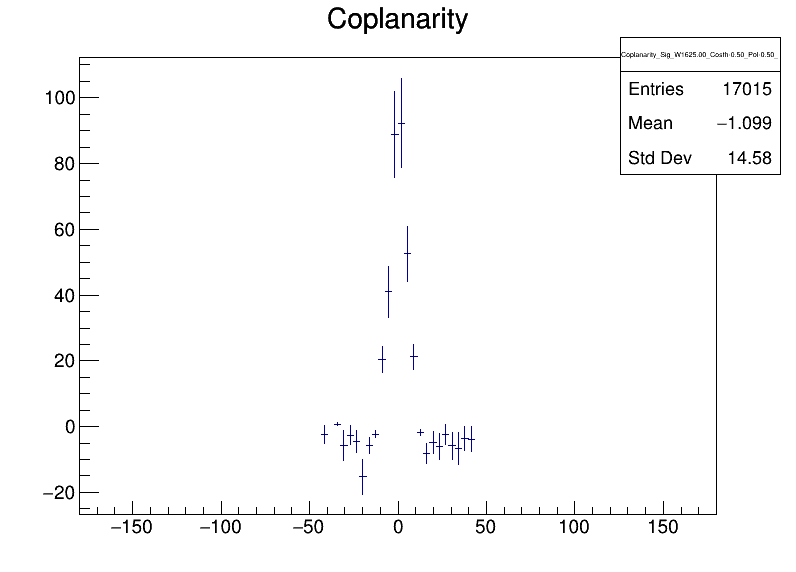 Coplanarity
Coplanarity_Sig_W1625.00_Costh-0.50_Pol-0.50_
Entries 17015
Mean −1.099
Std Dev 14.58
100
80
60
40
20
0
−20
−150 −100 −50 0 50 100 150